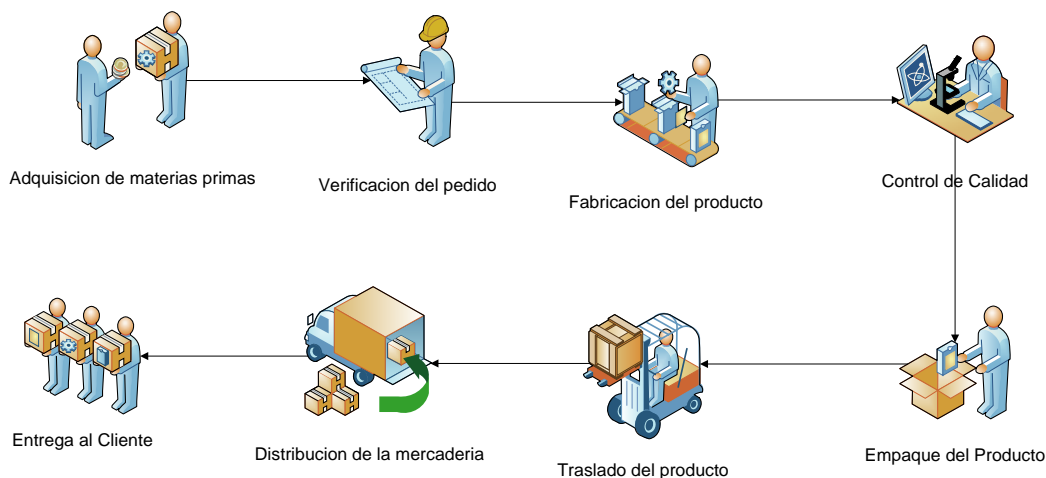 Adquisicion de materias primas
Verificacion del pedido
Fabricacion del producto
Control de Calidad
Entrega al Cliente
Distribucion de la mercaderia
Traslado del producto
Empaque del Producto